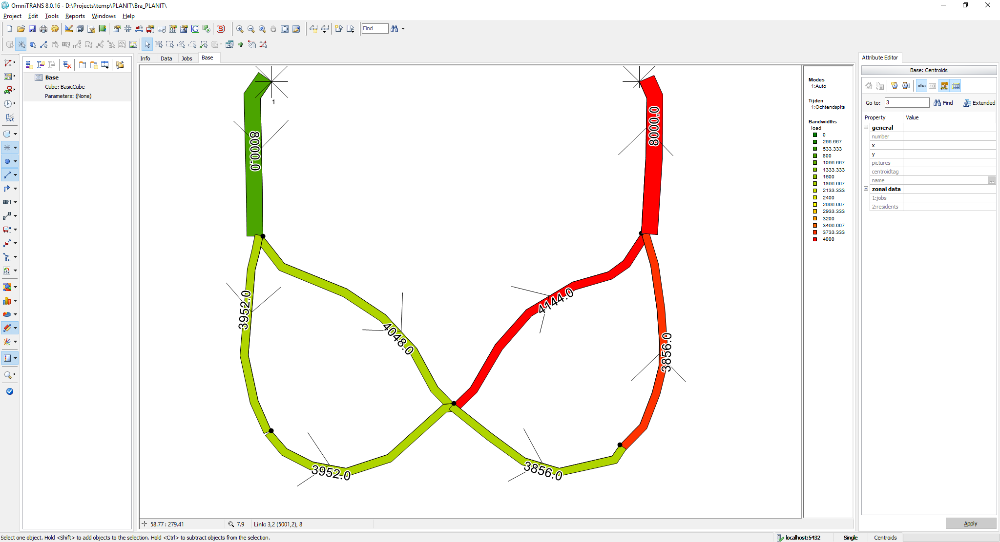 OmniTRANS 8.0.16 - D:\Projects\temp\PLANIT\Bra_PLANIT\
Project Edit Tools Reports Windows Help
Find
Info Data Jobs Base
Base
Cube: BasicCube
Parameters: (None)
1
8000.0
8000.0
3952.0
4048.0
4144.0
3856.0
3952.0
3856.0
Modes
1:Auto
Tijden
1:Ochtendspits
Bandwidths
load
0
266.667
533.333
800
1066.667
1333.333
1600
1866.667
2133.333
2400
2666.667
2933.333
3200
3466.667
3733.333
4000
Attribute Editor
Base: Centroids
abc
Go to: 3 Find Extended
Property Value
general
number
x
y
pictures
centroidtag
name
...
zonal data
1:jobs
2:residents
Apply
58.77 : 279.41 7.9 Link: 3,2 (5001,2), 8
Select one object. Hold <Shift> to add objects to the selection. Hold <Ctrl> to subtract objects from the selection.
localhost:5432 Single Centroids